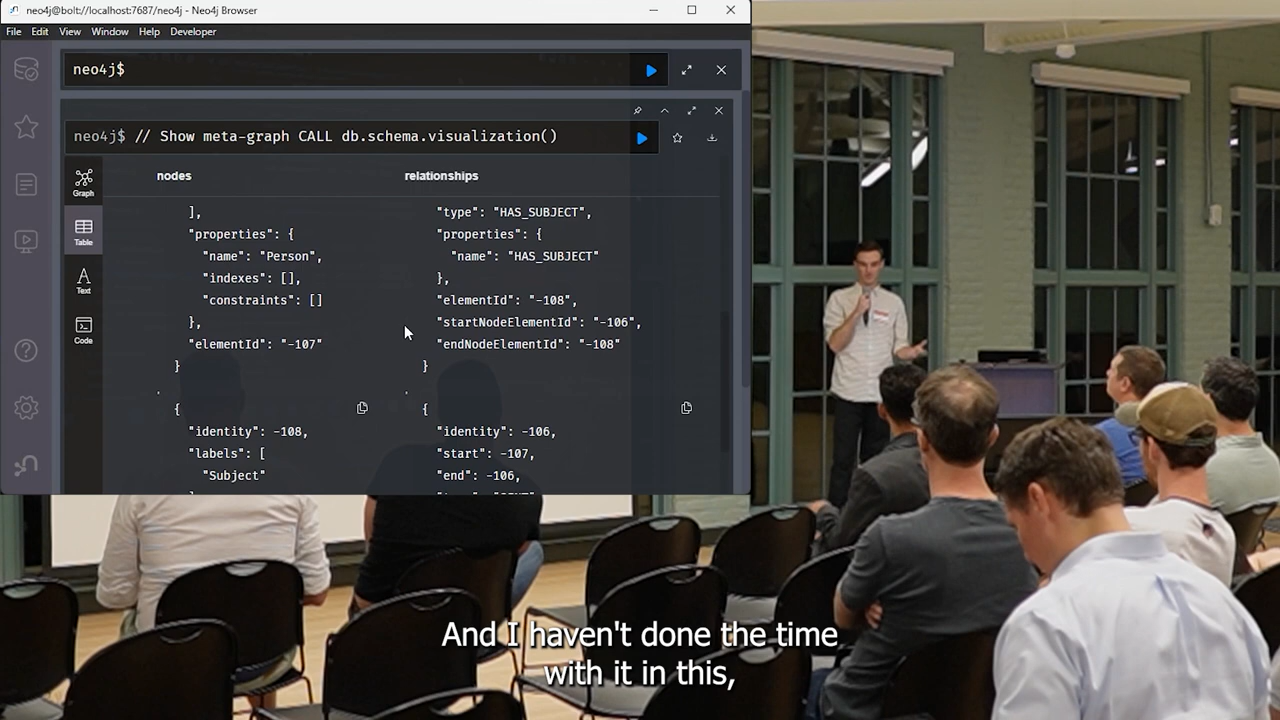 neo4j@bolt://localhost:7687/neo4j - Neo4j Browser
File Edit View Window Help Developer
neo4j$
neo4j$ // Show meta-graph CALL db.schema.visualization()
Graph
Table
Text
Code
nodes
],
"properties": {
"name": "Person",
"indexes": [],
"constraints": []
},
"elementId": "-107"
}
{
"identity": -108,
"labels": [
"Subject"
relationships
"type": "HAS_SUBJECT",
"properties": {
"name": "HAS_SUBJECT"
},
"elementId": "-108",
"startNodeElementId": "-106",
"endNodeElementId": "-108"
}
{
"identity": -106,
"start": -107,
"end": -106,
And I haven't done the time
with it in this,